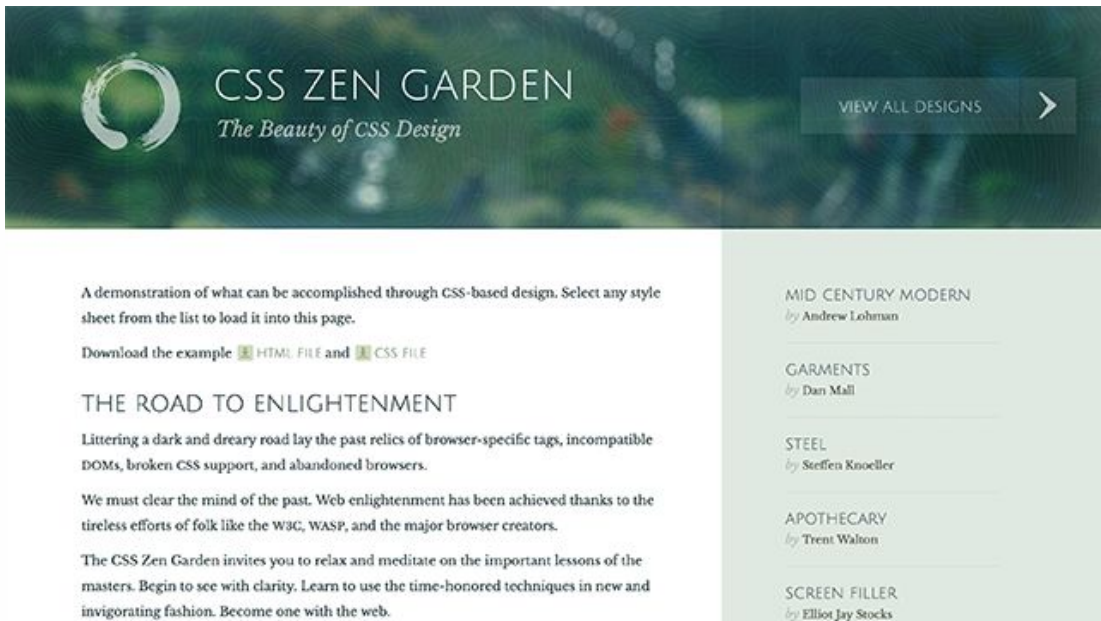 CSS ZEN GARDEN
The Beauty of CSS Design
VIEW ALL DESIGNS
A demonstration of what can be accomplished through CSS-based design. Select any style
sheet from the list to load it into this page.
Download the example HTML FILE and CSS FILE
THE ROAD TO ENLIGHTENMENT
Littering a dark and dreary road lay the past relics of browser-specific tags, incompatible
DOMs, broken CSS support, and abandoned browsers.
We must clear the mind of the past. Web enlightenment has been achieved thanks to the
tireless efforts of folk like the W3C, WASP, and the major browser creators.
The CSS Zen Garden invites you to relax and meditate on the important lessons of the
masters. Begin to see with clarity. Learn to use the time-honored techniques in new and
invigorating fashion. Become one with the web.
MID CENTURY MODERN
by Andrew Lohman
GARMENTS
by Dan Mall
STEEL
by Steffen Knoeller
APOTHECARY
by Trent Walton
SCREEN FILLER
by Elliot Jay Stocks